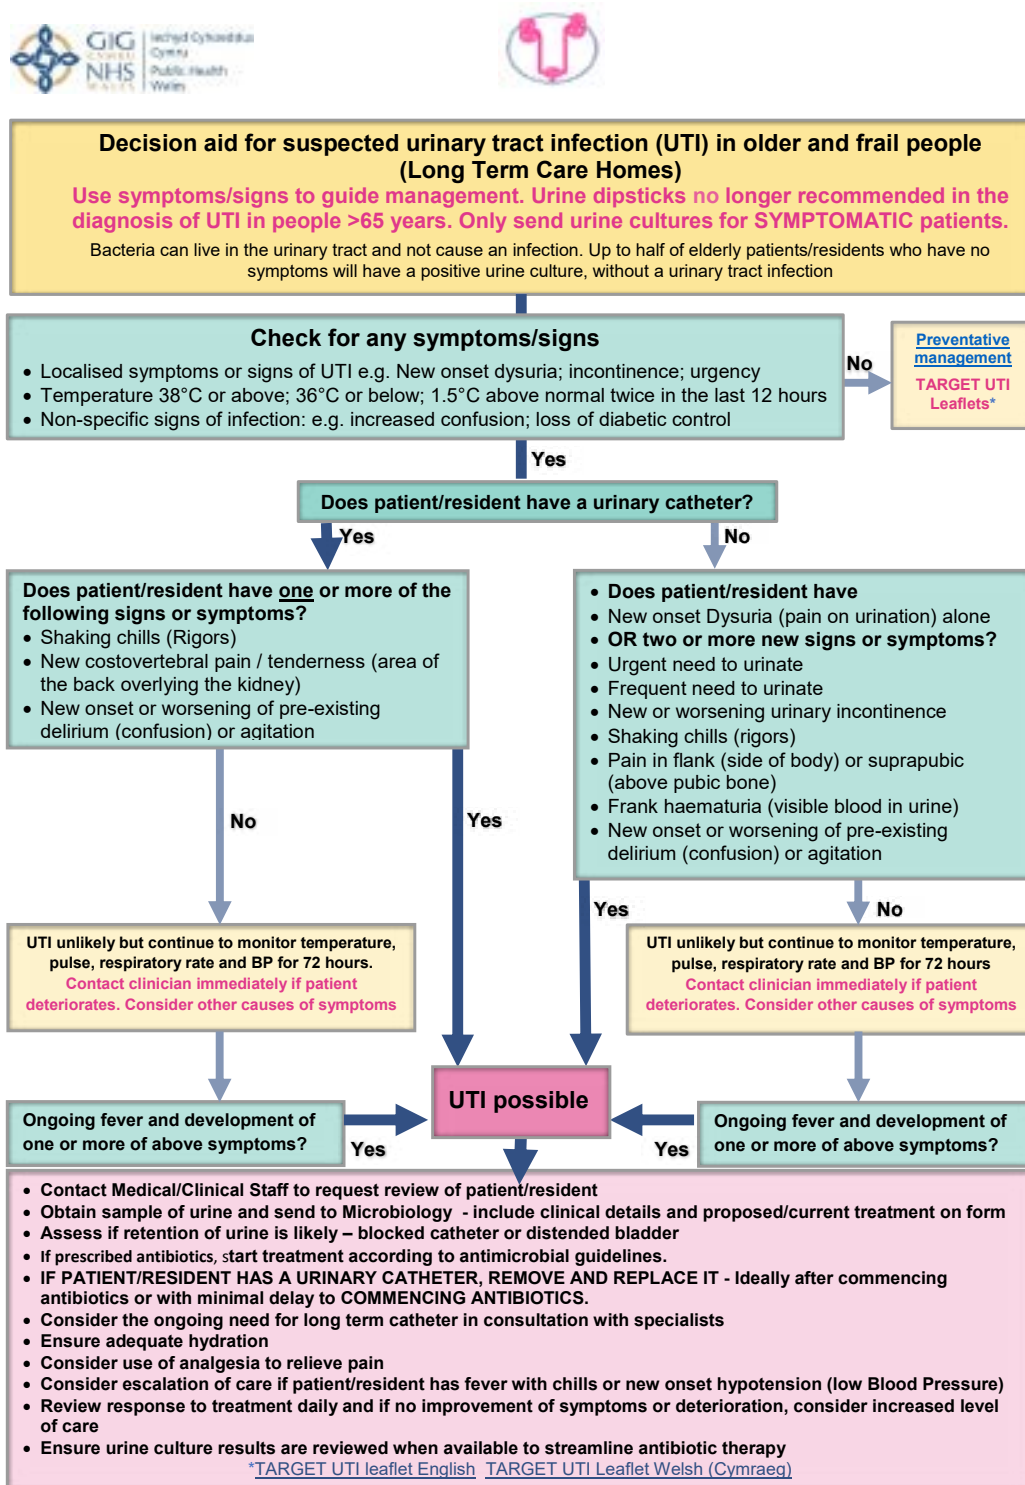 GIG
CYMRU
NHS
WALES
Iechyd Cyhoeddus
Cymru
Public Health
Wales
Decision aid for suspected urinary tract infection (UTI) in older and frail people
(Long Term Care Homes)
Use symptoms/signs to guide management. Urine dipsticks no longer recommended in the
diagnosis of UTI in people >65 years. Only send urine cultures for SYMPTOMATIC patients.
Bacteria can live in the urinary tract and not cause an infection. Up to half of elderly patients/residents who have no
symptoms will have a positive urine culture, without a urinary tract infection
Check for any symptoms/signs
• Localised symptoms or signs of UTI e.g. New onset dysuria; incontinence; urgency
• Temperature 38°C or above; 36°C or below; 1.5°C above normal twice in the last 12 hours
• Non-specific signs of infection: e.g. increased confusion; loss of diabetic control
No
Preventative
management
TARGET UTI
Leaflets*
Yes
Does patient/resident have a urinary catheter?
Yes
No
Does patient/resident have one or more of the
following signs or symptoms?
• Shaking chills (Rigors)
• New costovertebral pain / tenderness (area of
the back overlying the kidney)
• New onset or worsening of pre-existing
delirium (confusion) or agitation
• Does patient/resident have
• New onset Dysuria (pain on urination) alone
• OR two or more new signs or symptoms?
• Urgent need to urinate
• Frequent need to urinate
• New or worsening urinary incontinence
• Shaking chills (rigors)
• Pain in flank (side of body) or suprapubic
(above pubic bone)
• Frank haematuria (visible blood in urine)
• New onset or worsening of pre-existing
delirium (confusion) or agitation
No
Yes
Yes
No
UTI unlikely but continue to monitor temperature,
pulse, respiratory rate and BP for 72 hours.
Contact clinician immediately if patient
deteriorates. Consider other causes of symptoms
UTI unlikely but continue to monitor temperature,
pulse, respiratory rate and BP for 72 hours
Contact clinician immediately if patient
deteriorates. Consider other causes of symptoms
UTI possible
Ongoing fever and development of
one or more of above symptoms?
Yes
Yes
Ongoing fever and development of
one or more of above symptoms?
• Contact Medical/Clinical Staff to request review of patient/resident
• Obtain sample of urine and send to Microbiology - include clinical details and proposed/current treatment on form
• Assess if retention of urine is likely – blocked catheter or distended bladder
• If prescribed antibiotics, start treatment according to antimicrobial guidelines.
• IF PATIENT/RESIDENT HAS A URINARY CATHETER, REMOVE AND REPLACE IT - Ideally after commencing
antibiotics or with minimal delay to COMMENCING ANTIBIOTICS.
• Consider the ongoing need for long term catheter in consultation with specialists
• Ensure adequate hydration
• Consider use of analgesia to relieve pain
• Consider escalation of care if patient/resident has fever with chills or new onset hypotension (low Blood Pressure)
• Review response to treatment daily and if no improvement of symptoms or deterioration, consider increased level
of care
• Ensure urine culture results are reviewed when available to streamline antibiotic therapy
*TARGET UTI leaflet English TARGET UTI Leaflet Welsh (Cymraeg)